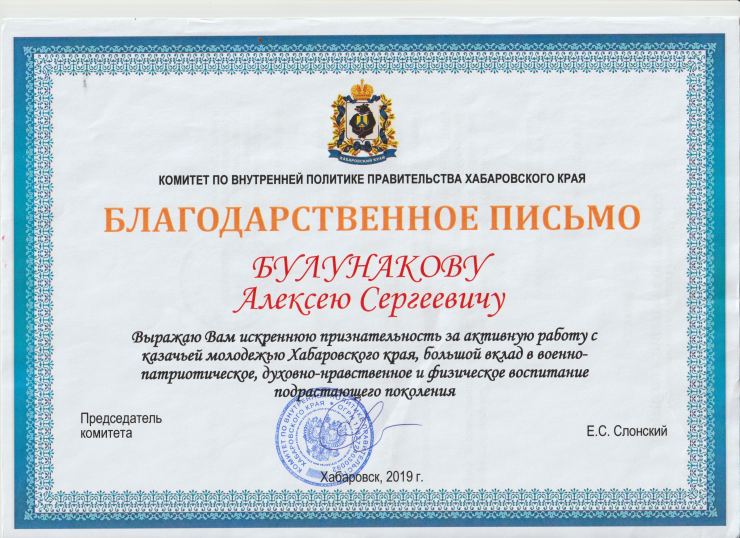 ХАБАРОВСКИЙ КРАЙ
КОМИТЕТ ПО ВНУТРЕННЕЙ ПОЛИТИКЕ ПРАВИТЕЛЬСТВА ХАБАРОВСКОГО КРАЯ
БЛАГОДАРСТВЕННОЕ ПИСЬМО
БУЛУНАКОВУ
Алексею Сергеевичу
Выражаю Вам искреннюю признательность за активную работу с
казачьей молодежью Хабаровского края, большой вклад в военно-
патриотическое, духовно-нравственное и физическое воспитание
подрастающего поколения
Председатель
комитета
Е.С. Слонский
Хабаровск, 2019 г.